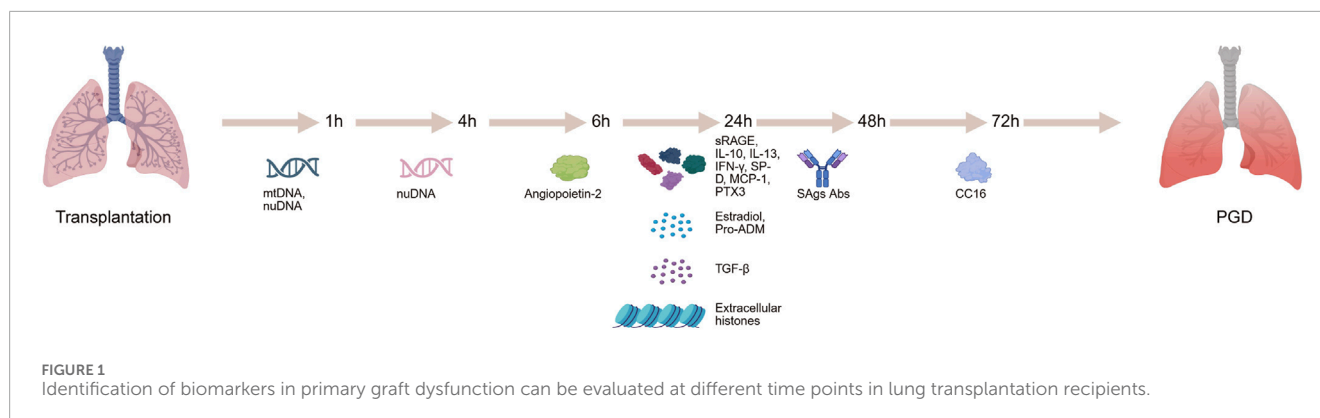 1h
4h
6h
24h
48h
72h
Transplantation
mtDNA,
nuDNA
nuDNA
Angiopoietin-2
sRAGE,
IL-10, IL-13,
IFN-γ, SP-
D, MCP-1,
PTX3
Estradiol,
Pro-ADM
TGF-β
Extracellular
histones
SAgs Abs
CC16
PGD
FIGURE 1
Identification of biomarkers in primary graft dysfunction can be evaluated at different time points in lung transplantation recipients.